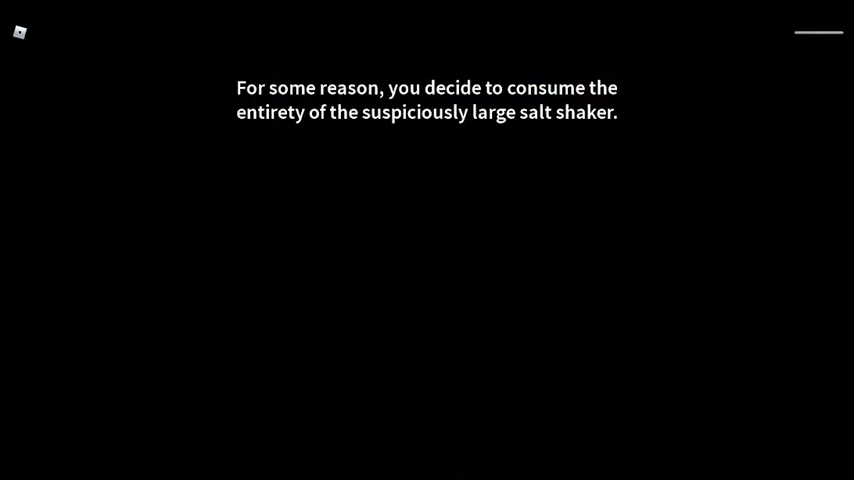 For some reason, you decide to consume the
entirety of the suspiciously large salt shaker.